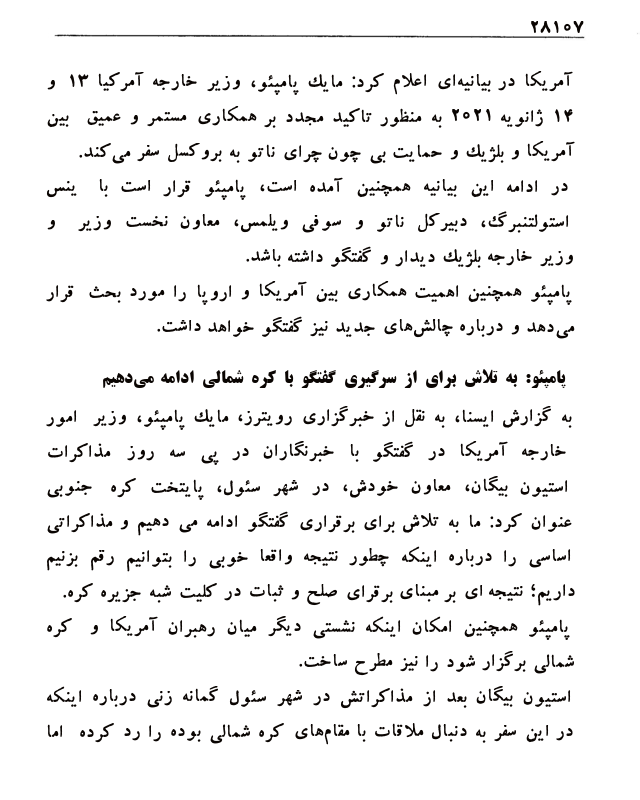 ۲۸۱۰۷
آمریکا در بیانیه‌ای اعلام کرد: مایك پامپئو، وزیر خارجه آمرکیا ۱۳ و
۱۴ ژانویه ۲۰۲۱ به منظور تاکید مجدد بر همکاری مستمر و عمیق بین
آمریکا و بلژیك و حمایت بی چون چرای ناتو به بروکسل سفر می‌کند.
در ادامه این بیانیه همچنین آمده است، پامپئو قرار است با ینس
استولتنبرگ، دبیرکل ناتو و سوفی ویلمس، معاون نخست وزیر و
وزیر خارجه بلژیك دیدار و گفتگو داشته باشد.
پامپئو همچنین اهمیت همکاری بین آمریکا و اروپا را مورد بحث قرار
می‌دهد و درباره چالش‌های جدید نیز گفتگو خواهد داشت.
پامپئو: به تلاش برای از سرگیری گفتگو با کره شمالی ادامه می‌دهیم
به گزارش ایسنا، به نقل از خبرگزاری رویترز، مایك پامپئو، وزیر امور
خارجه آمریکا در گفتگو با خبرنگاران در پی سه روز مذاکرات
استیون بیگان، معاون خودش، در شهر سئول، پایتخت کره جنوبی
عنوان کرد: ما به تلاش برای برقراری گفتگو ادامه می دهیم و مذاکراتی
اساسی را درباره اینکه چطور نتیجه واقعا خوبی را بتوانیم رقم بزنیم
داریم؛ نتیجه ای بر مبنای برقرای صلح و ثبات در کلیت شبه جزیره کره.
پامپئو همچنین امکان اینکه نشستی دیگر میان رهبران آمریکا و کره
شمالی برگزار شود را نیز مطرح ساخت.
استیون بیگان بعد از مذاکراتش در شهر سئول گمانه زنی درباره اینکه
در این سفر به دنبال ملاقات با مقام‌های کره شمالی بوده را رد کرده اما